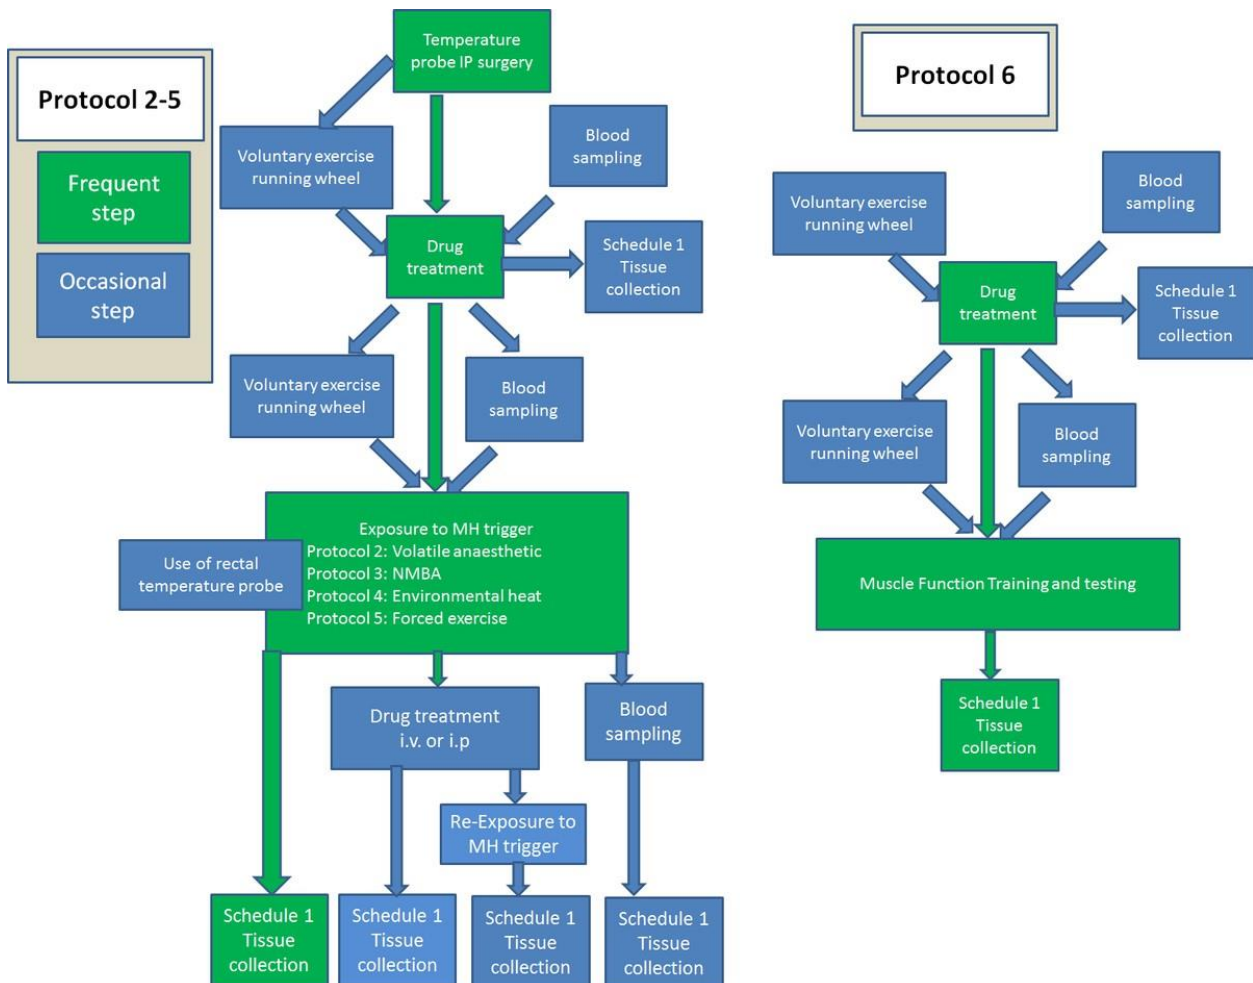 Protocol 2-5
Frequent
step
Occasional
step
Temperature
probe IP surgery
Voluntary exercise
running wheel
Blood
sampling
Drug
treatment
Schedule 1
Tissue
collection
Voluntary exercise
running wheel
Blood
sampling
Exposure to MH trigger
Protocol 2: Volatile anaesthetic
Protocol 3: NMBA
Protocol 4: Environmental heat
Protocol 5: Forced exercise
Use of rectal
temperature probe
Drug treatment
i.v. or i.p
Blood
sampling
Re-Exposure to
MH trigger
Schedule 1
Tissue
collection
Schedule 1
Tissue
collection
Schedule 1
Tissue
collection
Schedule 1
Tissue
collection
Protocol 6
Voluntary exercise
running wheel
Blood
sampling
Drug
treatment
Schedule 1
Tissue
collection
Voluntary exercise
running wheel
Blood
sampling
Muscle Function Training and testing
Schedule 1
Tissue
collection